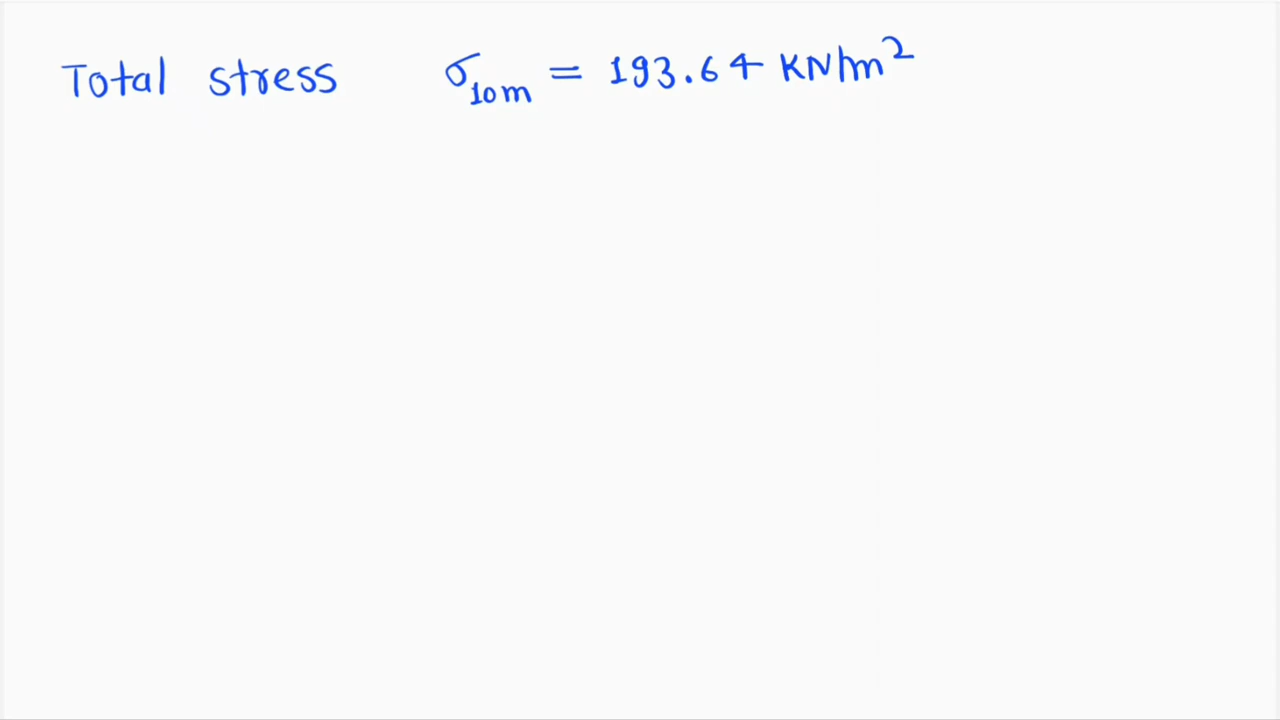 Total stress σ10m = 193.64 KN/m²